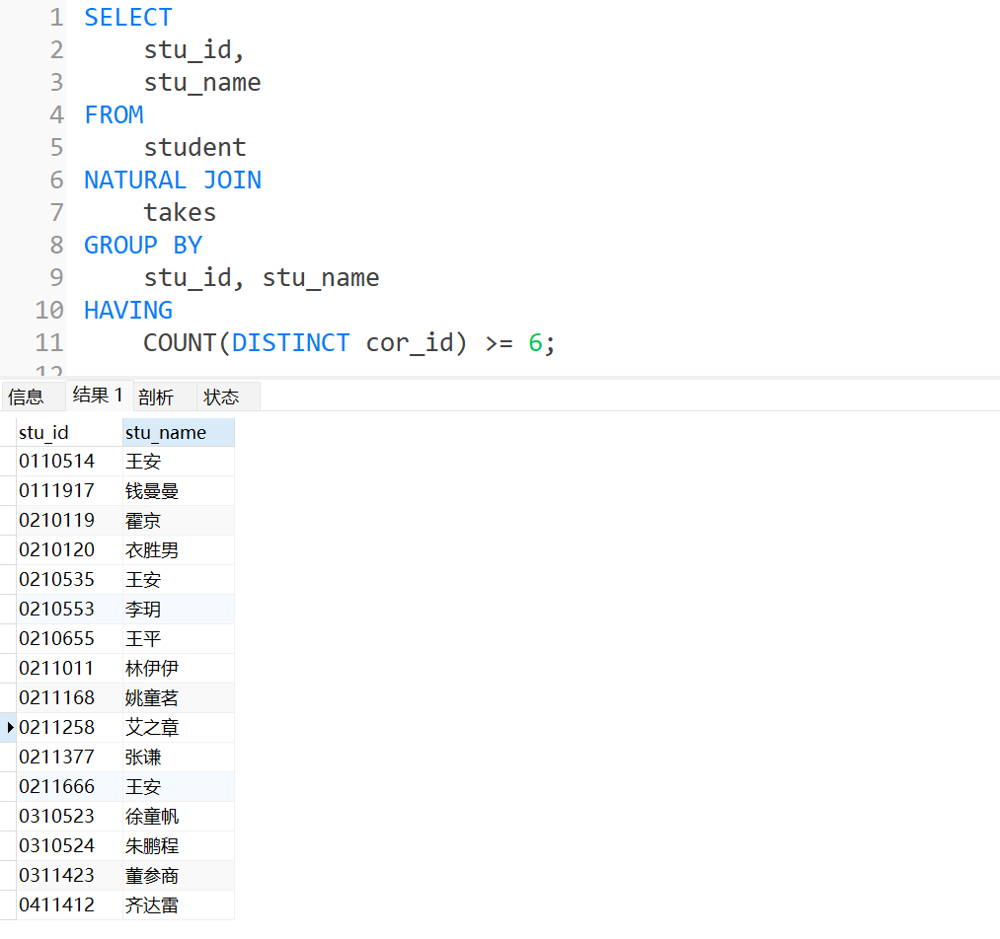 1 SELECT
2 stu_id,
3 stu_name
4 FROM
5 student
6 NATURAL JOIN
7 takes
8 GROUP BY
9 stu_id, stu_name
10 HAVING
11 COUNT(DISTINCT cor_id) >= 6;
12
信息 结果 1 剖析 状态
stu_id stu_name
0110514 王安
0111917 钱曼曼
0210119 霍京
0210120 衣胜男
0210535 王安
0210553 李玥
0210655 王平
0211011 林伊伊
0211168 姚童茗
0211258 艾之章
0211377 张谦
0211666 王安
0310523 徐童帆
0310524 朱鹏程
0311423 董参商
0411412 齐达雷